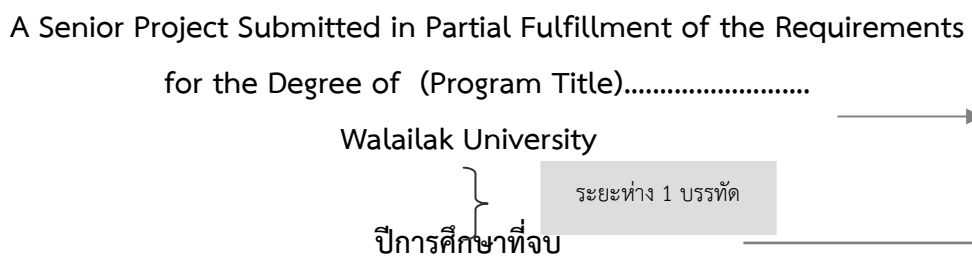 A Senior Project Submitted in Partial Fulfillment of the Requirements
for the Degree of (Program Title)..........................
Walailak University
ระยะห่าง 1 บรรทัด
ปีการศึกษาที่จบ